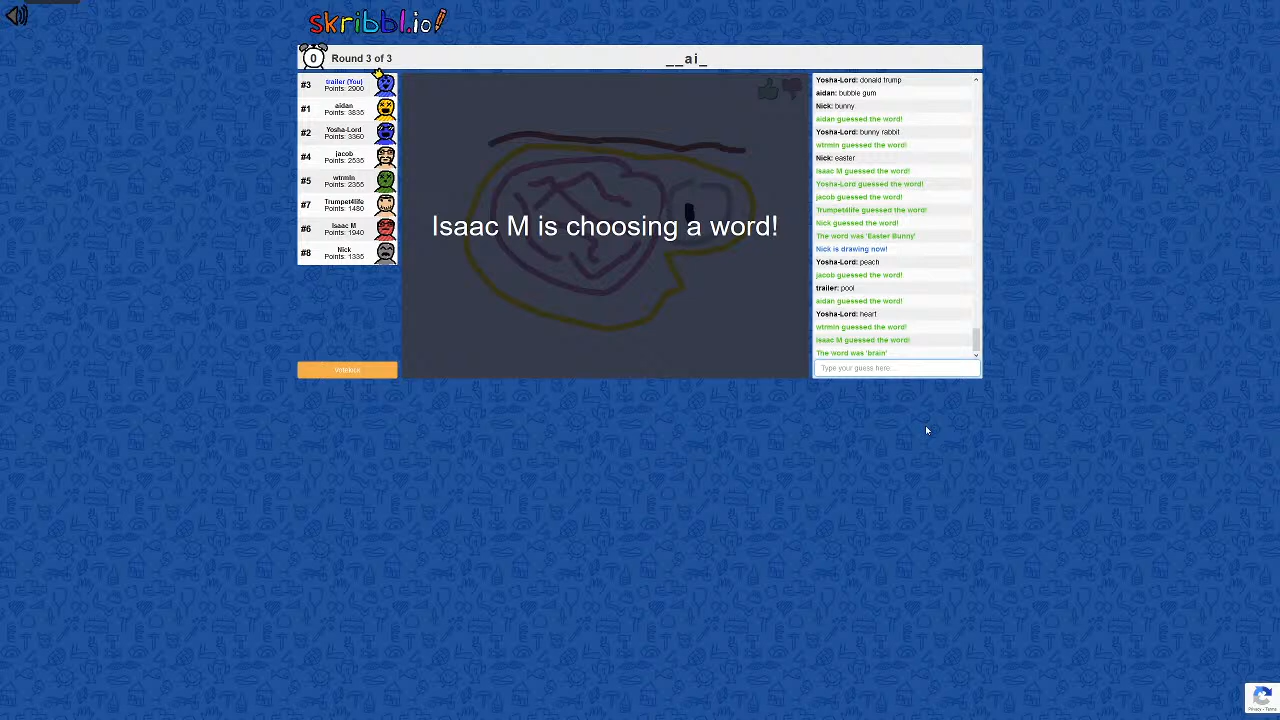 skribbl.io
0
Round 3 of 3
__ai_
#3
trailer (You)
Points: 2900
#1
aidan
Points: 3835
#2
Yosha-Lord
Points: 3360
#4
jacob
Points: 2535
#5
wtrmln
Points: 2355
#7
Trumpet4life
Points: 1480
#6
Isaac M
Points: 1940
#8
Nick
Points: 1335
Votekick
Isaac M is choosing a word!
Yosha-Lord: donald trump
aidan: bubble gum
Nick: bunny
aidan guessed the word!
Yosha-Lord: bunny rabbit
wtrmln guessed the word!
Nick: easter
Isaac M guessed the word!
Yosha-Lord guessed the word!
jacob guessed the word!
Trumpet4life guessed the word!
Nick guessed the word!
The word was 'Easter Bunny'
Nick is drawing now!
Yosha-Lord: peach
jacob guessed the word!
trailer: pool
aidan guessed the word!
Yosha-Lord: heart
wtrmln guessed the word!
Isaac M guessed the word!
The word was 'brain'
Type your guess here...
Privacy - Terms